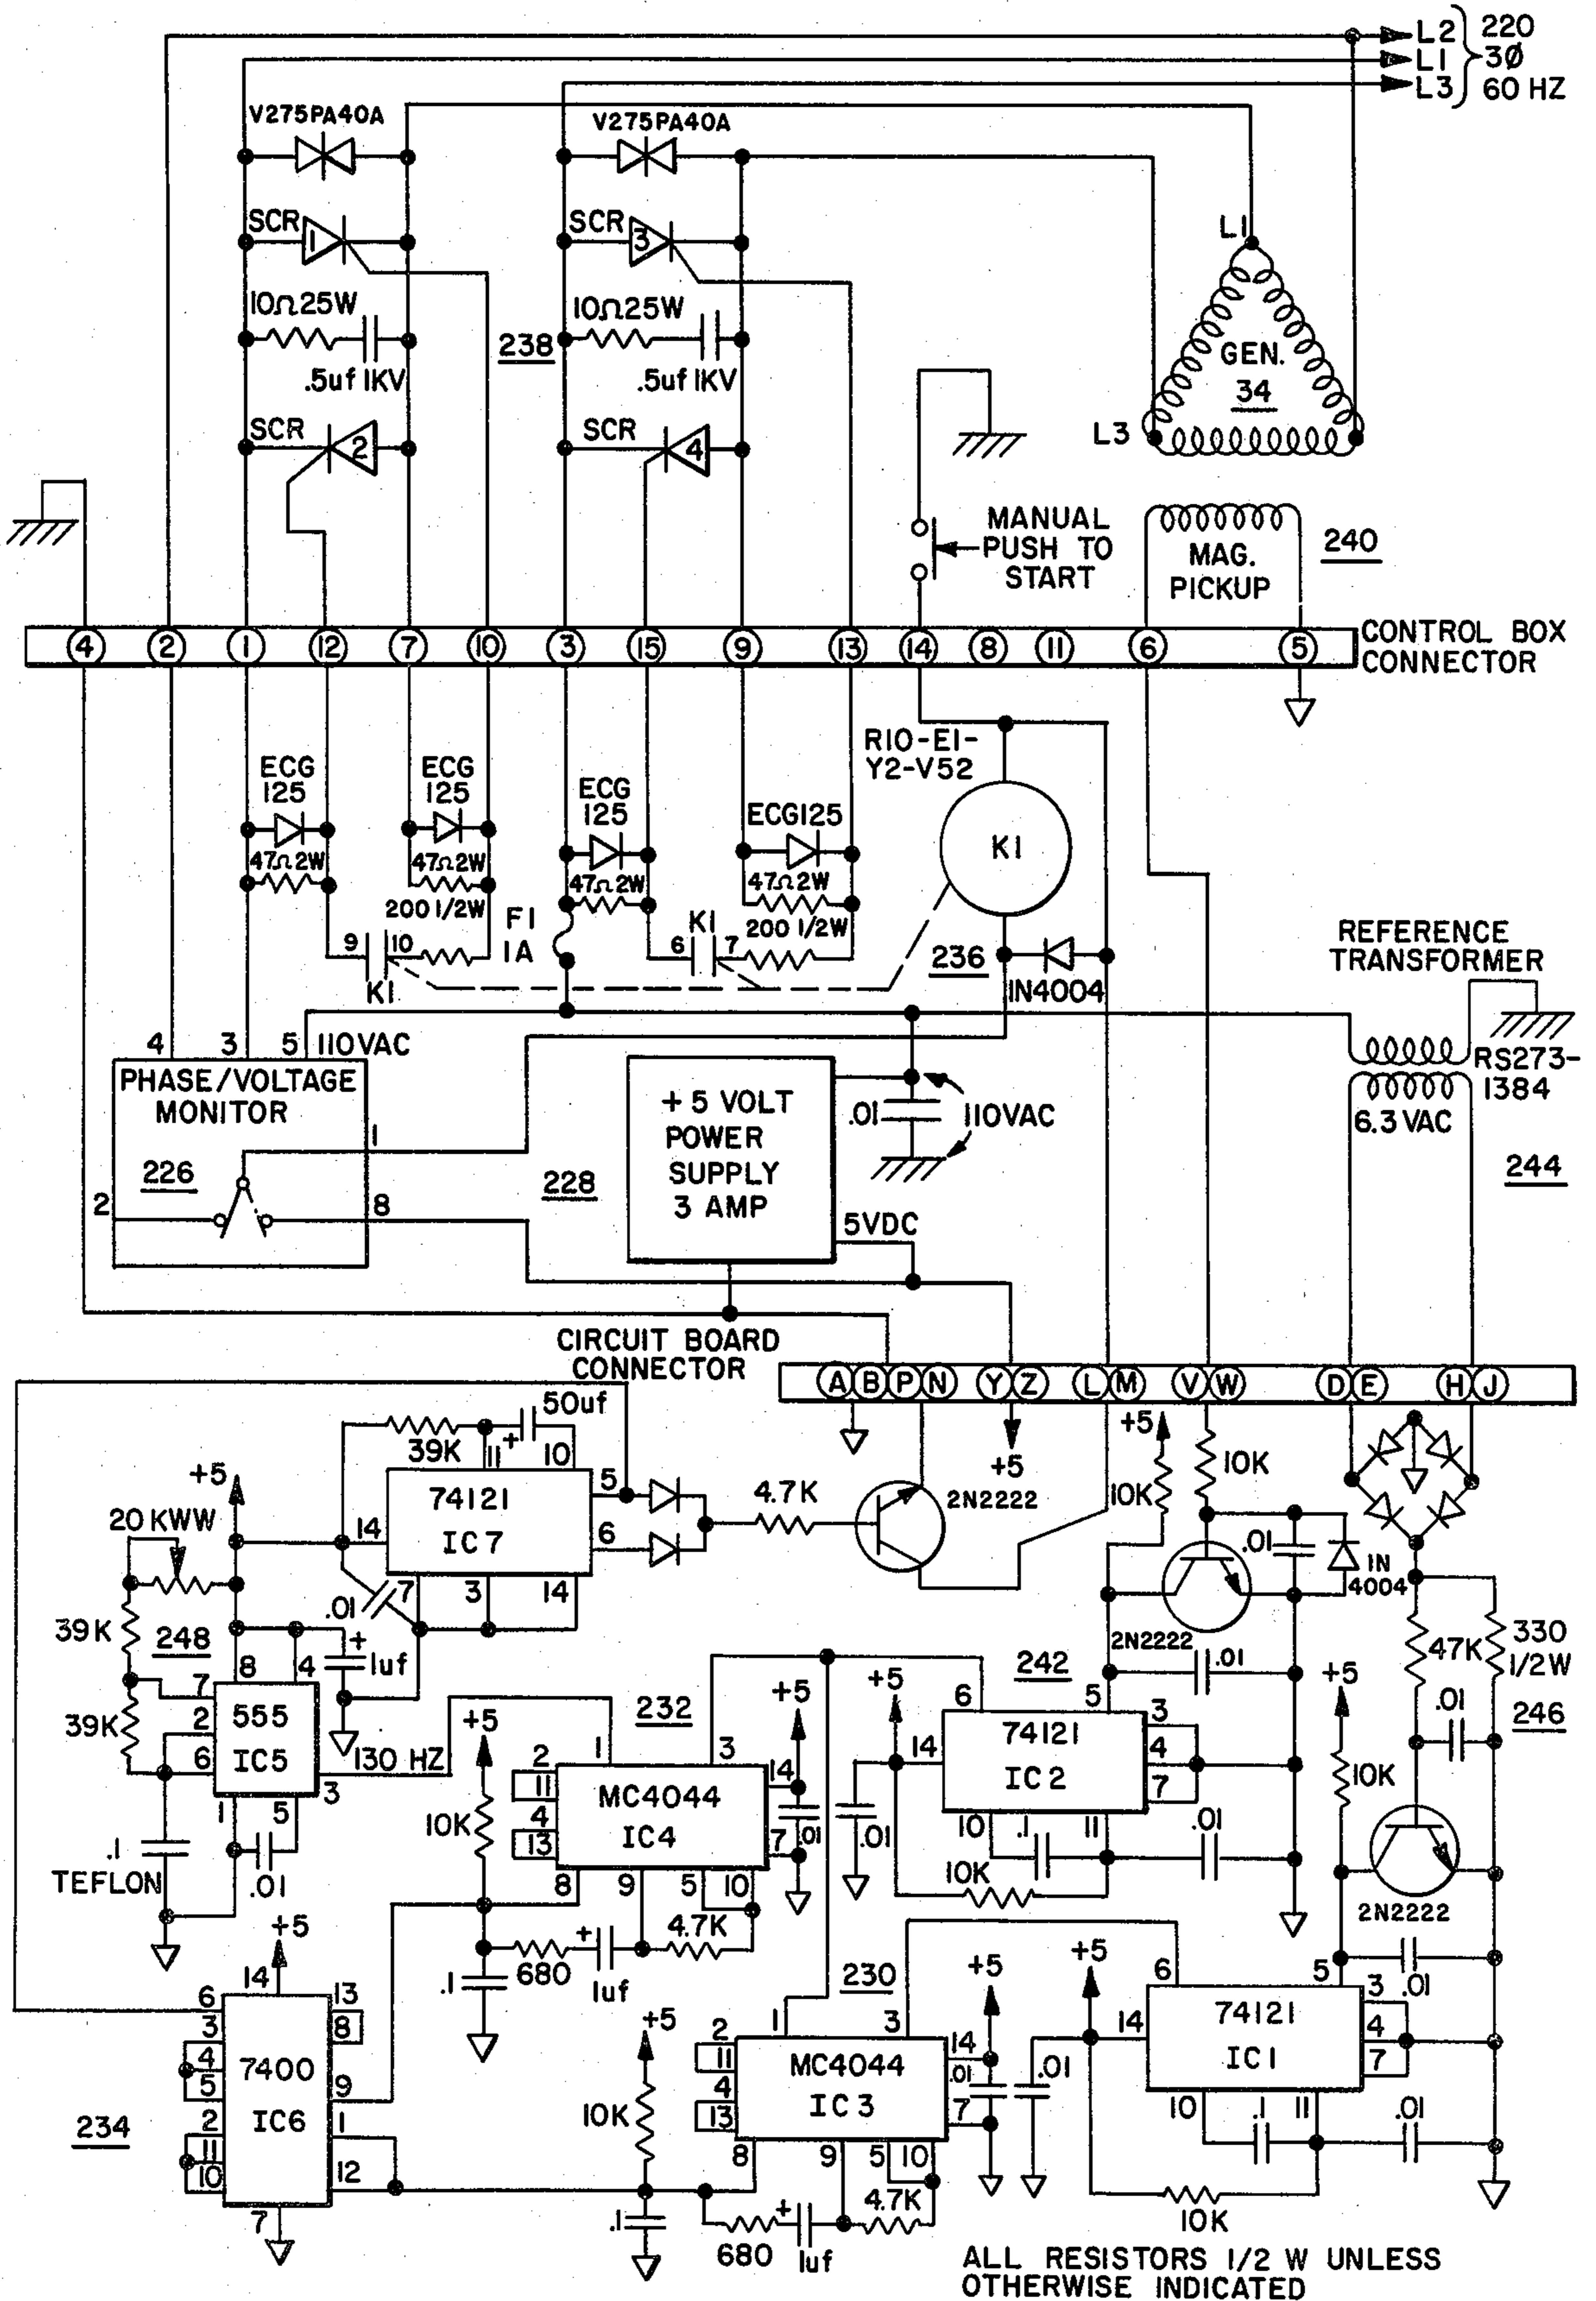 L2
L1
L3
220
3Ø
60 HZ
V275PA40A
V275PA40A
SCR
1
SCR
3
L1
10Ω25W
10Ω25W
238
.5uf 1KV
.5uf 1KV
GEN.
34
SCR
2
SCR
4
L3
MANUAL
PUSH TO
START
MAG.
PICKUP
240
4 2 1 12 7 10 3 15 9 13 14 8 11 6 5
CONTROL BOX
CONNECTOR
R10-E1-
Y2-V52
ECG
125
ECG
125
ECG
125
ECG125
K1
47Ω2W
47Ω2W
47Ω2W
47Ω2W
200 1/2W
F1
1A
200 1/2W
9
10
K1
K1
6
7
236
1N4004
REFERENCE
TRANSFORMER
4
3
5
110VAC
RS273-
1384
6.3VAC
244
PHASE/VOLTAGE
MONITOR
226
1
2
8
228
+5 VOLT
POWER
SUPPLY
3 AMP
.01
110VAC
5VDC
CIRCUIT BOARD
CONNECTOR
A B P N Y Z L M V W D E H J
50uf
39K
+
11
10
+5
20 KWW
14
74121
IC7
5
6
7
3
14
.01
4.7K
2N2222
+5
+5
10K
10K
.01
1N
4004
2N2222
39K
248
8
4
+
1uf
7
2
6
39K
555
IC5
130 HZ
3
1
5
.1
TEFLON
.01
+5
232
1
3
+5
2
11
4
13
MC4044
IC4
14
7
.01
10K
8
9
5
10
680
+
1uf
4.7K
.1
+5
242
6
5
.01
14
74121
IC2
3
4
7
.01
10
.1
11
.01
10K
+5
47K
330
1/2W
.01
246
10K
2N2222
+5
14
6
3
4
5
2
11
10
7400
IC6
13
8
9
1
12
7
234
+5
10K
230
1
3
+5
2
11
4
13
MC4044
IC3
14
.01
7
8
9
5
10
.1
680
+
1uf
4.7K
+5
6
5
.01
14
74121
IC1
3
4
7
.01
10
.1
11
.01
10K
ALL RESISTORS 1/2 W UNLESS
OTHERWISE INDICATED